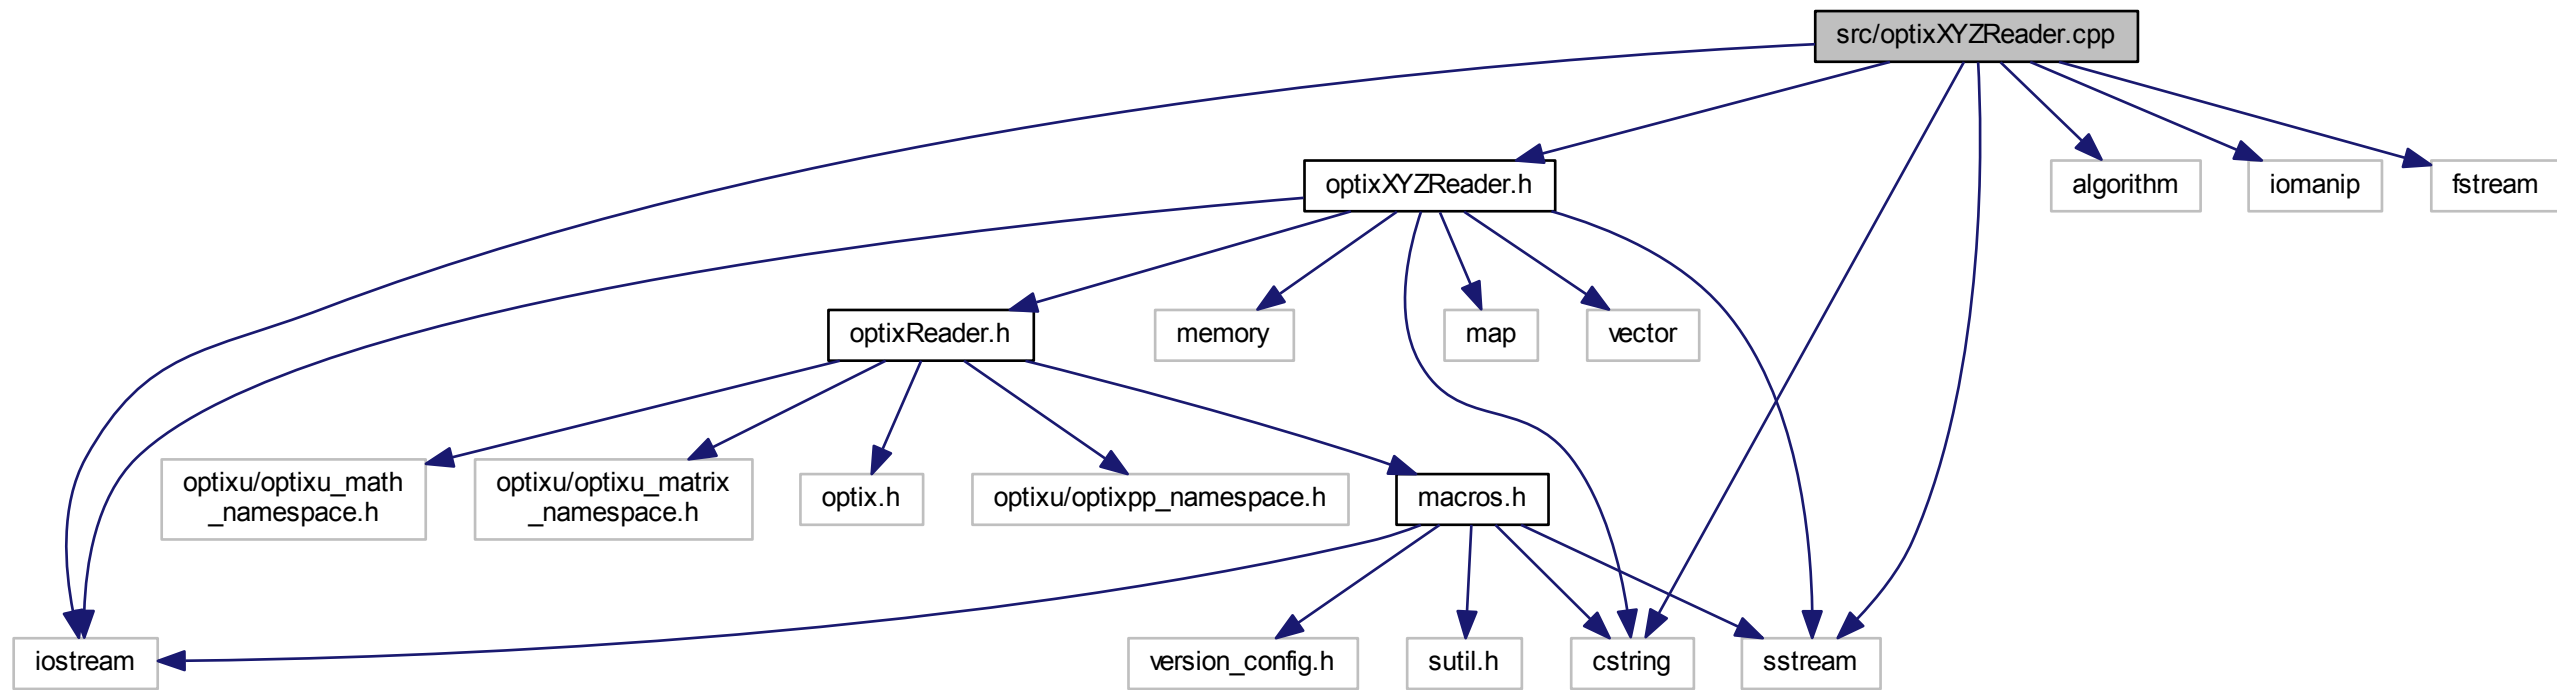 src/optixXYZReader.cpp
optixXYZReader.h
algorithm
iomanip
fstream
optixReader.h
memory
map
vector
optixu/optixu_math
_namespace.h
optixu/optixu_matrix
_namespace.h
optix.h
optixu/optixpp_namespace.h
macros.h
iostream
version_config.h
sutil.h
cstring
sstream